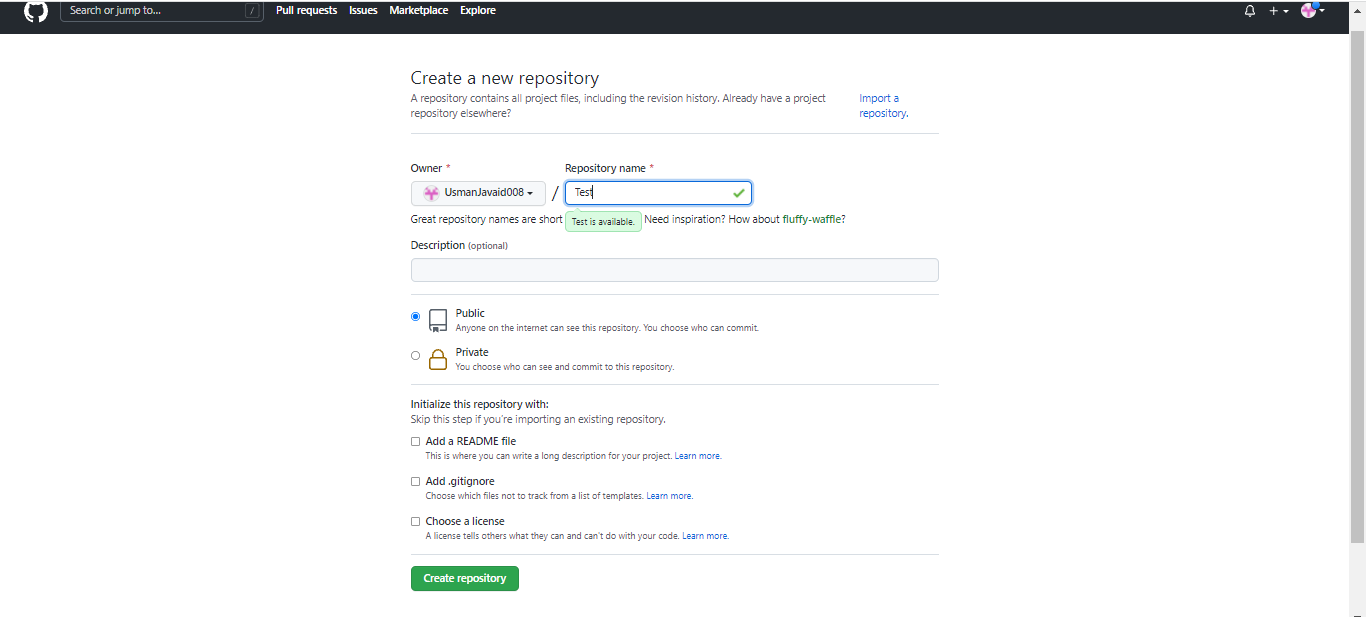 Search or jump to... /
Pull requests Issues Marketplace Explore
Create a new repository
A repository contains all project files, including the revision history. Already have a project
repository elsewhere?
Import a
repository.
Owner * Repository name *
UsmanJavaid008 / Test
Great repository names are short Test is available. Need inspiration? How about fluffy-waffle?
Description (optional)
Public
Anyone on the internet can see this repository. You choose who can commit.
Private
You choose who can see and commit to this repository.
Initialize this repository with:
Skip this step if you're importing an existing repository.
Add a README file
This is where you can write a long description for your project. Learn more.
Add .gitignore
Choose which files not to track from a list of templates. Learn more.
Choose a license
A license tells others what they can and can't do with your code. Learn more.
Create repository